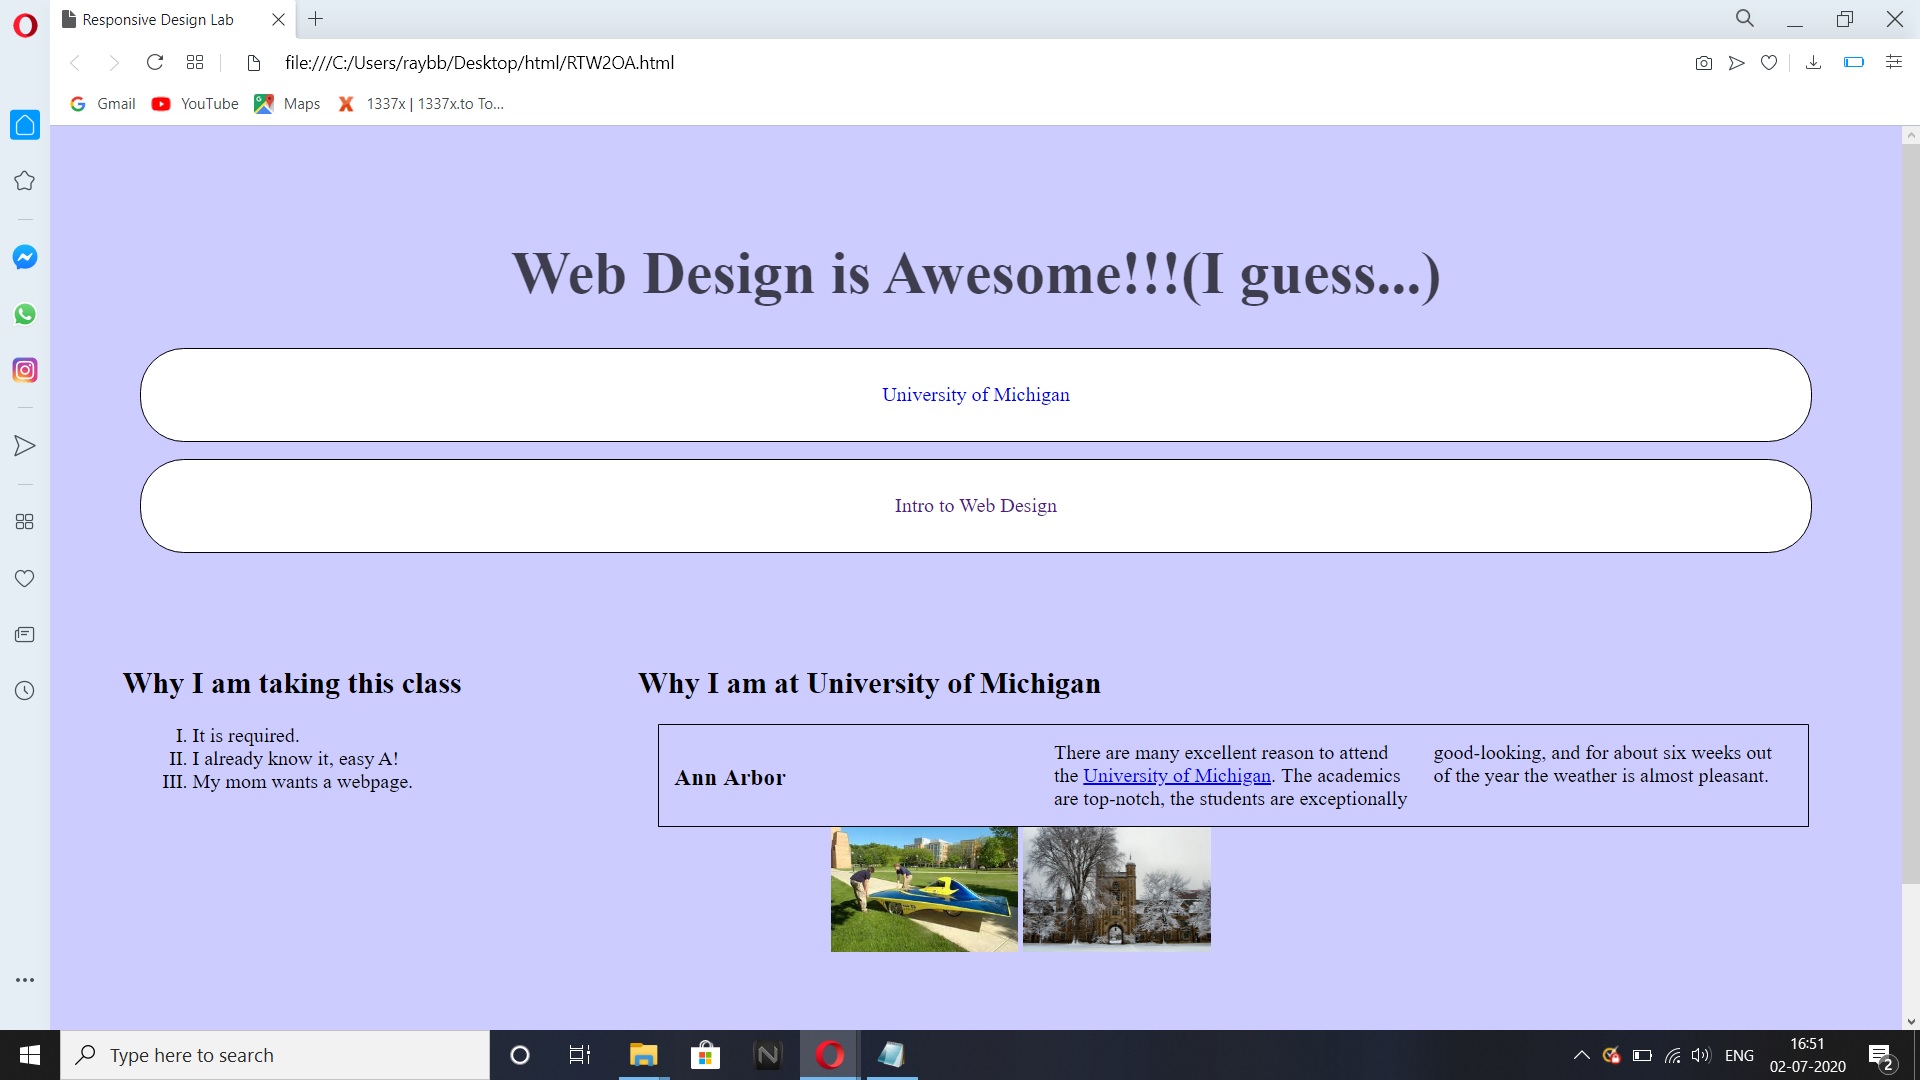 Responsive Design Lab
file:///C:/Users/raybb/Desktop/html/RTW2OA.html
Gmail YouTube Maps 1337x | 1337x.to To...
Web Design is Awesome!!!(I guess...)
University of Michigan
Intro to Web Design
Why I am taking this class
I. It is required.
II. I already know it, easy A!
III. My mom wants a webpage.
Why I am at University of Michigan
Ann Arbor
There are many excellent reason to attend
the University of Michigan. The academics
are top-notch, the students are exceptionally
good-looking, and for about six weeks out
of the year the weather is almost pleasant.
Type here to search
ENG
16:51
02-07-2020
2